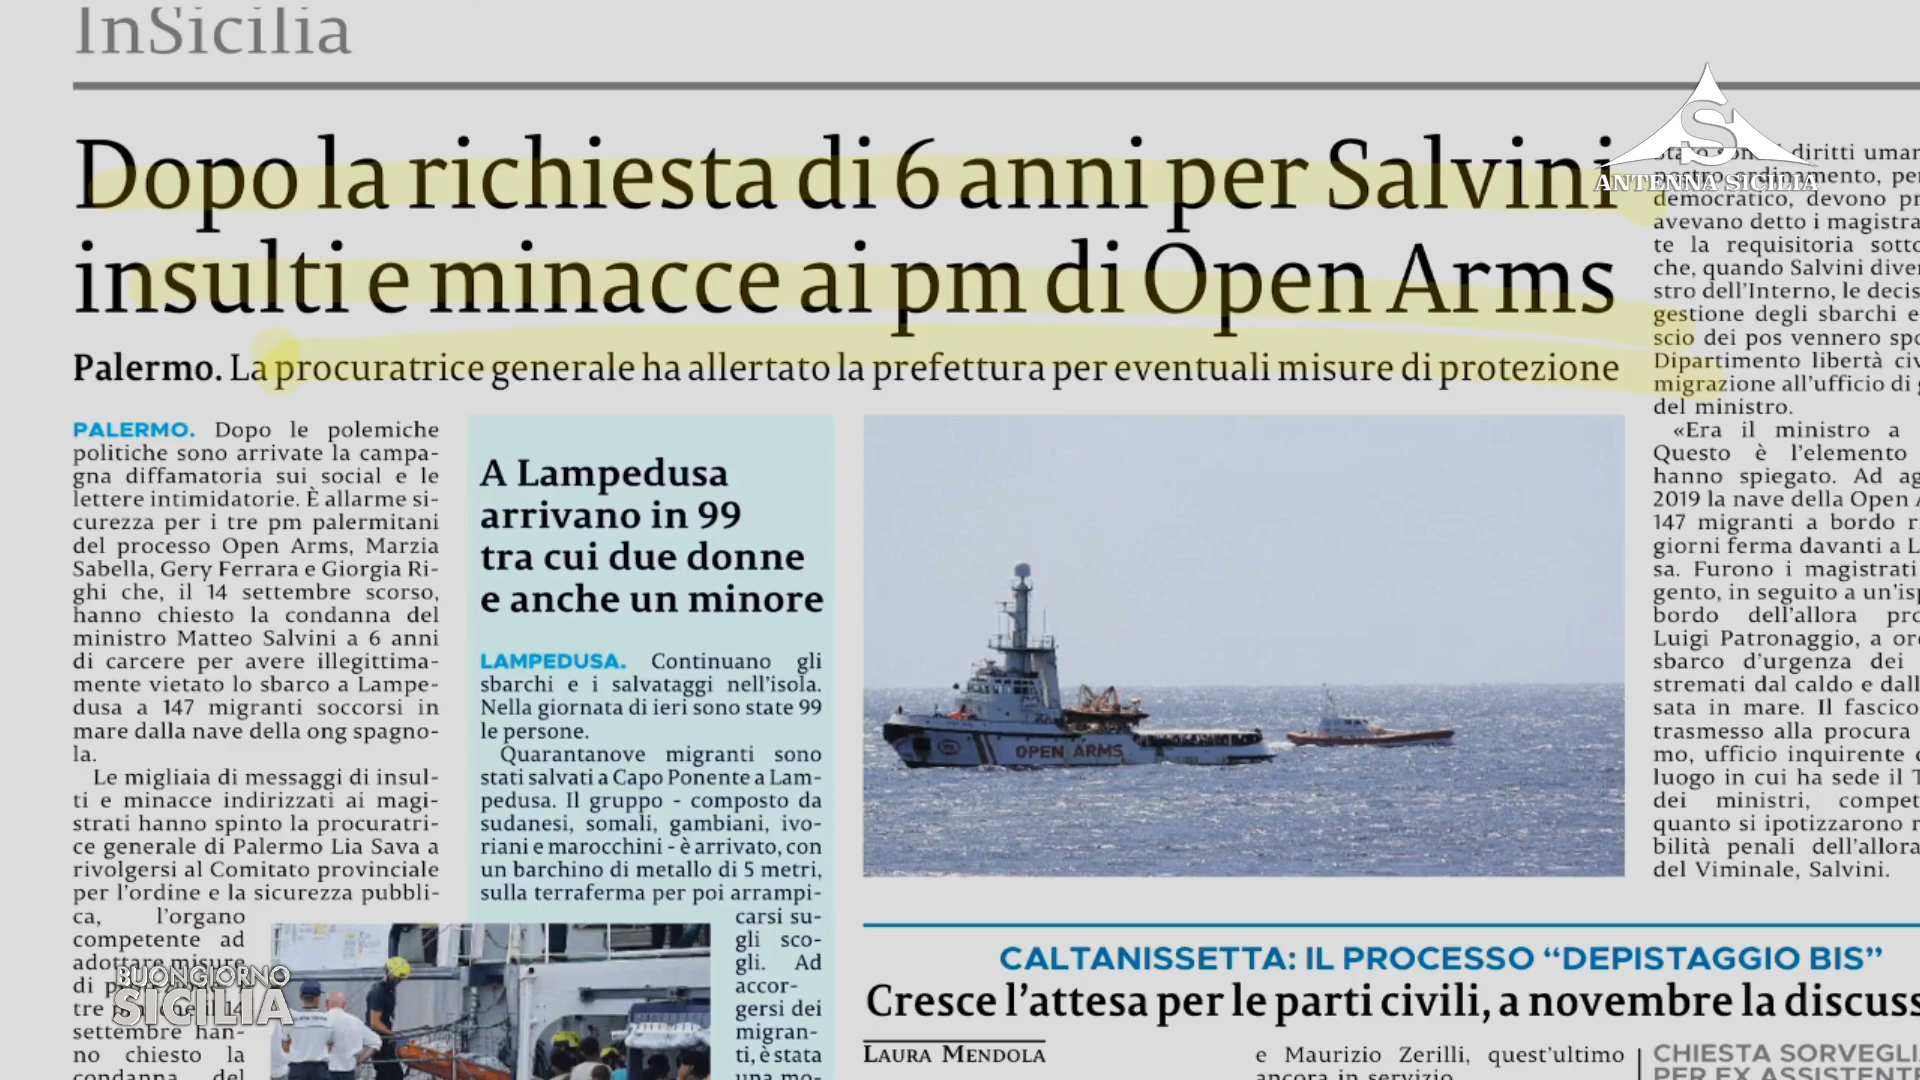 InSicilia
Dopo la richiesta di 6 anni per Salvini
insulti e minacce ai pm di Open Arms
Palermo. La procuratrice generale ha allertato la prefettura per eventuali misure di protezione
PALERMO. Dopo le polemiche
politiche sono arrivate la campa-
gna diffamatoria sui social e le
lettere intimidatorie. È allarme si-
curezza per i tre pm palermitani
del processo Open Arms, Marzia
Sabella, Gery Ferrara e Giorgia Ri-
ghi che, il 14 settembre scorso,
hanno chiesto la condanna del
ministro Matteo Salvini a 6 anni
di carcere per avere illegittima-
mente vietato lo sbarco a Lampe-
dusa a 147 migranti soccorsi in
mare dalla nave della ong spagno-
la.
Le migliaia di messaggi di insul-
ti e minacce indirizzati ai magi-
strati hanno spinto la procuratri-
ce generale di Palermo Lia Sava a
rivolgersi al Comitato provinciale
per l'ordine e la sicurezza pubbli-
ca, l'organo
competente ad
adottare misure
di
tre
settembre han-
no chiesto la
condanna del
A Lampedusa
arrivano in 99
tra cui due donne
e anche un minore
LAMPEDUSA. Continuano gli
sbarchi e i salvataggi nell'isola.
Nella giornata di ieri sono state 99
le persone.
Quarantanove migranti sono
stati salvati a Capo Ponente a Lam-
pedusa. Il gruppo - composto da
sudanesi, somali, gambiani, ivo-
riani e marocchini - è arrivato, con
un barchino di metallo di 5 metri,
sulla terraferma per poi arrampi-
carsi su-
gli sco-
gli. Ad
accor-
gersi dei
migran-
ti, è stata
una mo-
OPEN ARMS
diritti uman
democratico, devono pr
avevano detto i magistra
te la requisitoria sotto
che, quando Salvini diven
stro dell'Interno, le decis
gestione degli sbarchi e
scio dei pos vennero spo
Dipartimento libertà civ
migrazione all'ufficio di g
del ministro.
«Era il ministro a
Questo è l'elemento
hanno spiegato. Ad ag
2019 la nave della Open A
147 migranti a bordo r
giorni ferma davanti a L
sa. Furono i magistrati
gento, in seguito a un'isp
bordo dell'allora pro
Luigi Patronaggio, a or
sbarco d'urgenza dei
stremati dal caldo e dall
sata in mare. Il fascico
trasmesso alla procura
mo, ufficio inquirente
luogo in cui ha sede il T
dei ministri, compet
quanto si ipotizzarono
bilità penali dell'allora
del Viminale, Salvini.
CALTANISSETTA: IL PROCESSO “DEPISTAGGIO BIS”
Cresce l'attesa per le parti civili, a novembre la discuss
LAURA MENDOLA
e Maurizio Zerilli, quest'ultimo
ancora in servizio
CHIESTA SORVEGLI
PER EX ASSISTENTE
ANTENNA SICILIA
BUONGIORNO
SICILIA